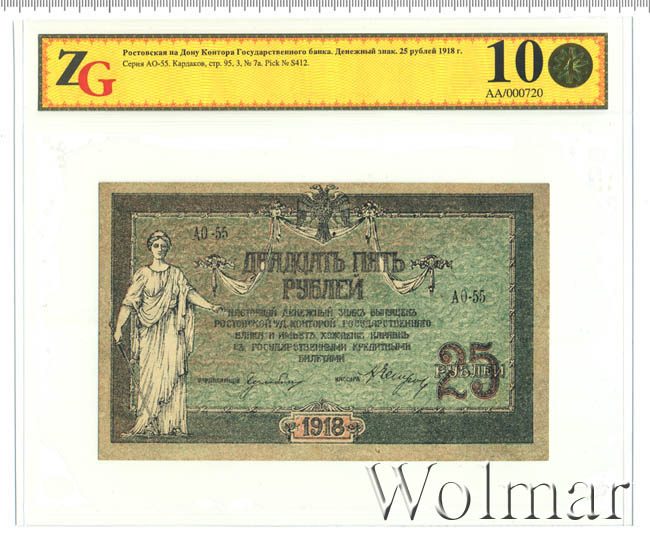 ZG
Ростовская на Дону Контора Государственного банка. Денежный знак. 25 рублей 1918 г.
Серия АО-55. Кардаков, стр. 95, 3, № 7а. Pick № S412.
10
AA/000720
АО-55
ДВАДЦАТЬ ПЯТЬ
РУБЛЕЙ
АО-55
НАСТОЯЩИЙ ДЕНЕЖНЫЙ ЗНАКЪ ВЫПУЩЕНЪ
РОСТОВСКОЙ Н/Д. КОНТОРОЙ ГОСУДАРСТВЕННАГО
БАНКА И ИМѢЕТЪ ХОЖДЕНІЕ НАРАВНѢ
СЪ ГОСУДАРСТВЕННЫМИ КРЕДИТНЫМИ
БИЛЕТАМИ
УПРАВЛЯЮЩІЙ
КАССИРЪ
25
РУБЛЕЙ
1918
Wolmar